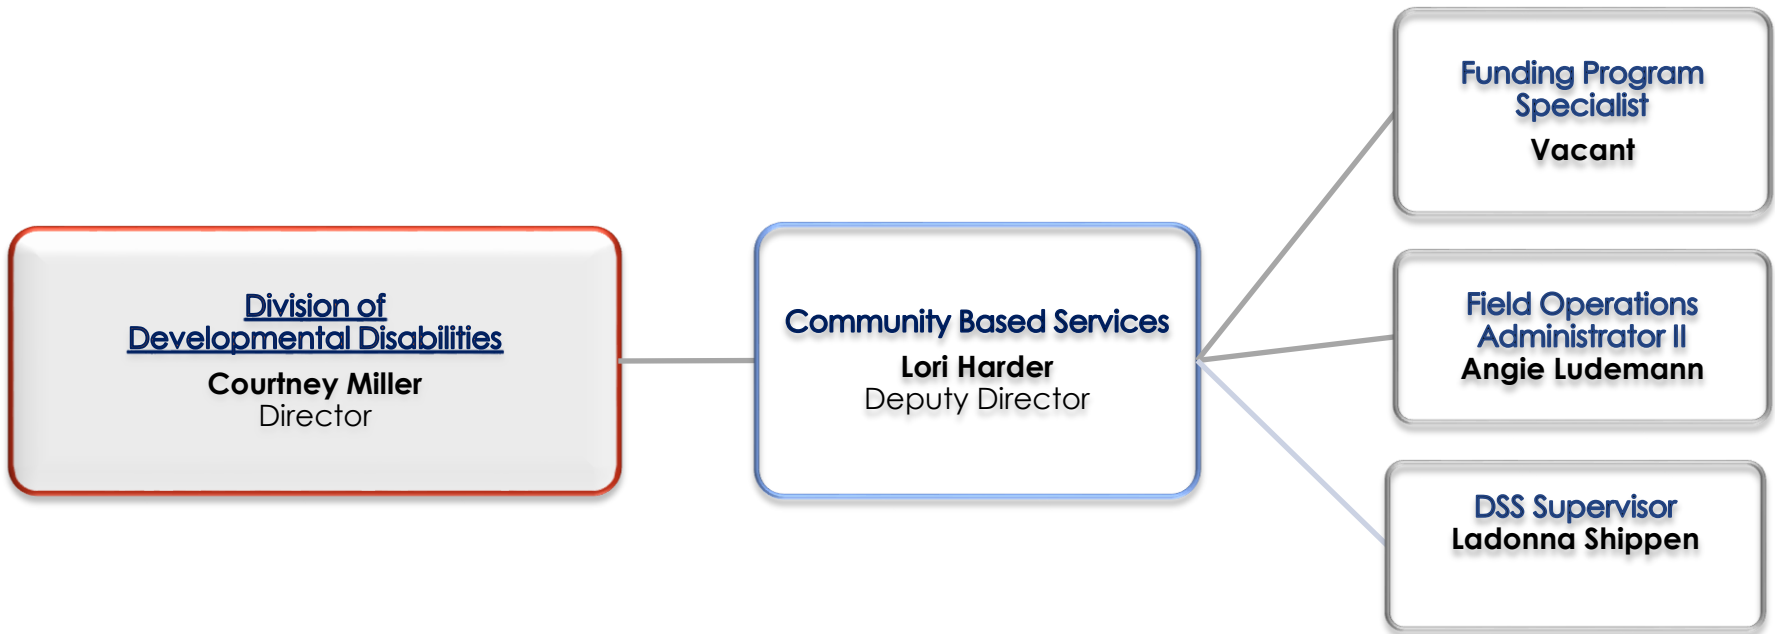 Division of
Developmental Disabilities
Courtney Miller
Director
Community Based Services
Lori Harder
Deputy Director
Funding Program
Specialist
Vacant
Field Operations
Administrator II
Angie Ludemann
DSS Supervisor
Ladonna Shippen